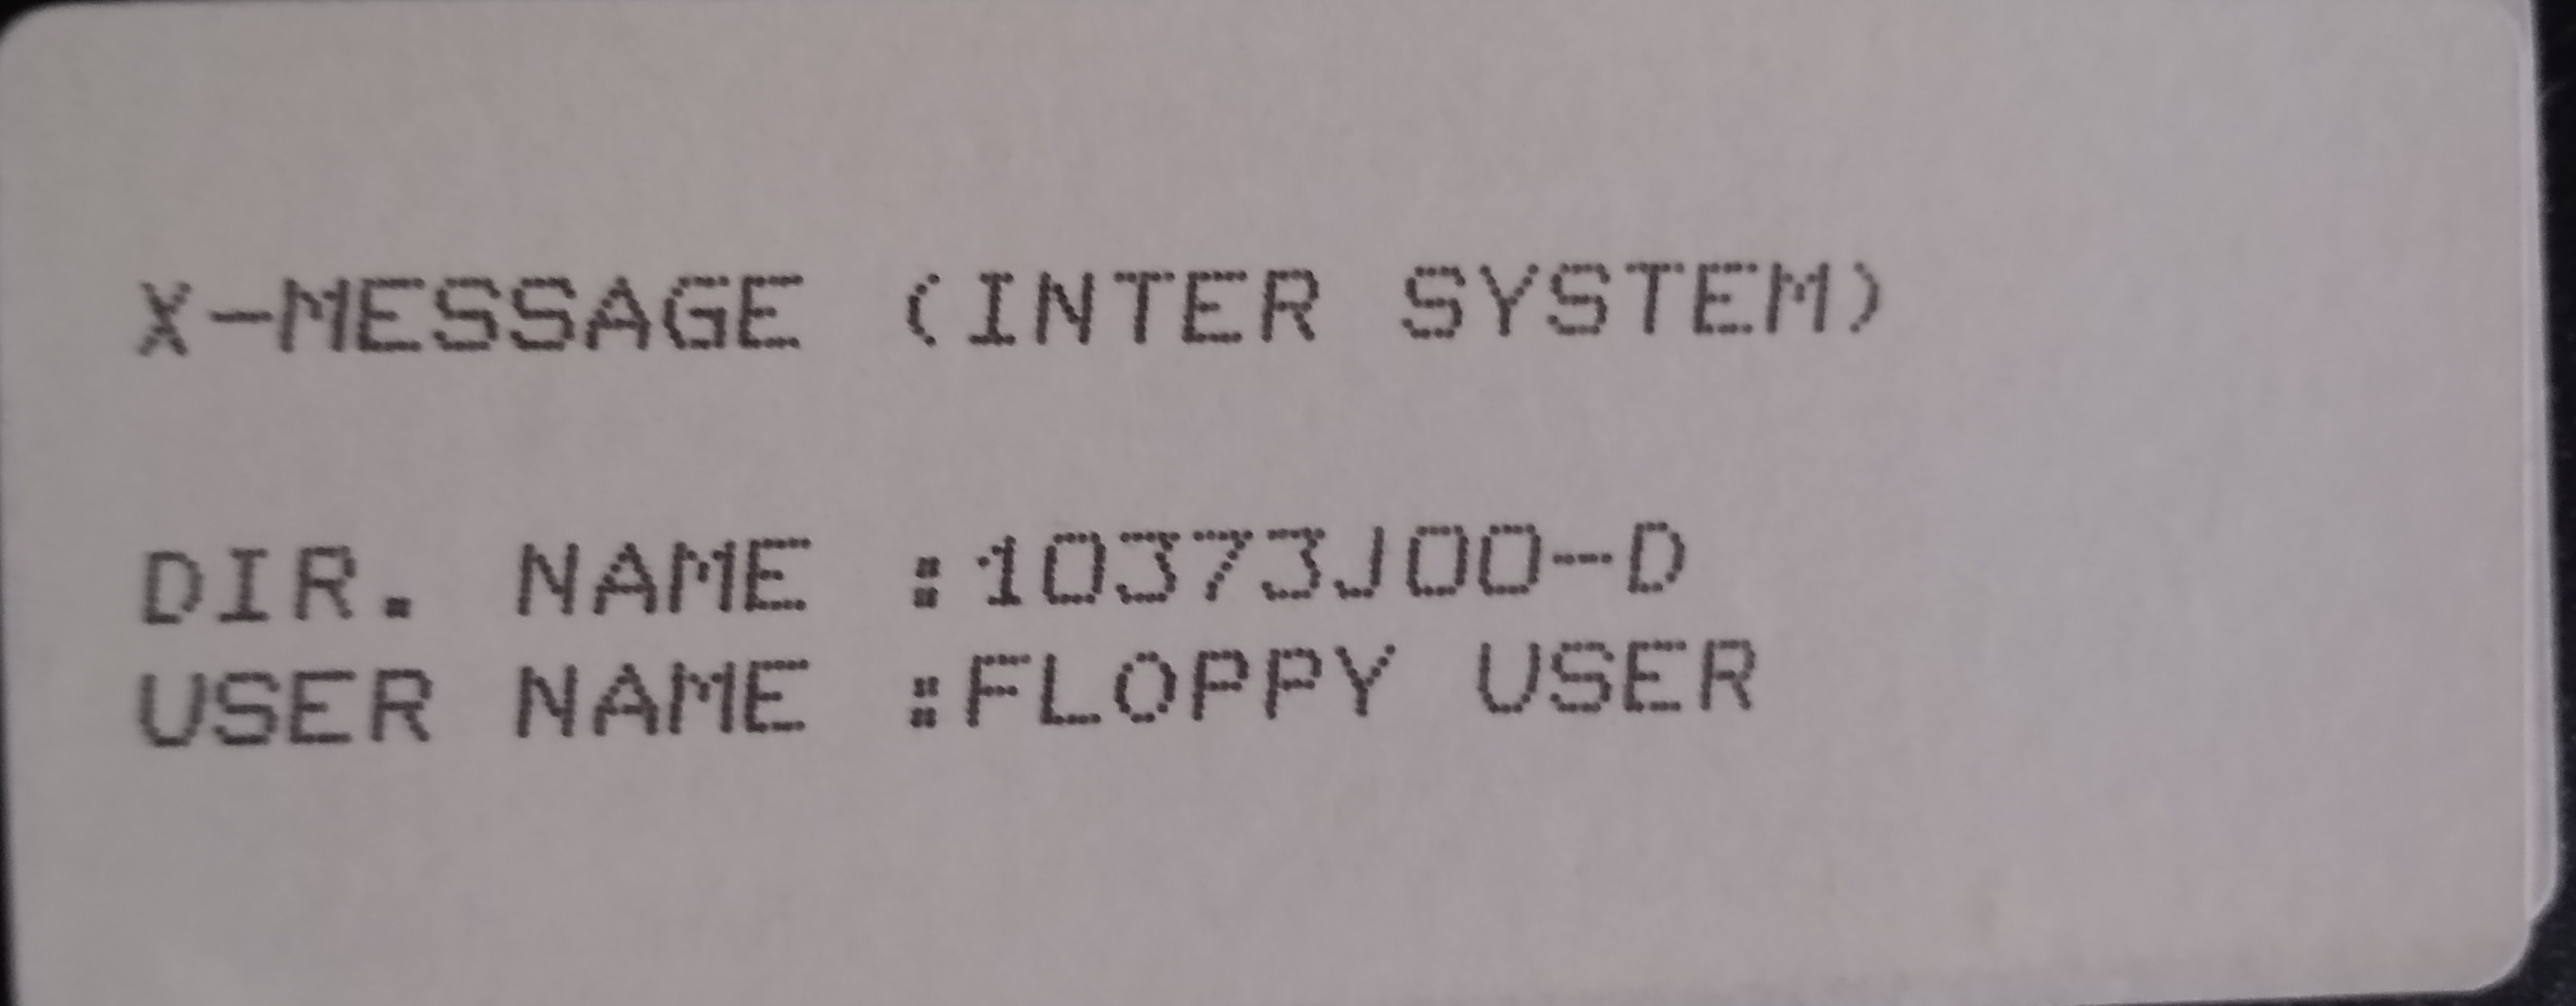 X-MESSAGE (INTER SYSTEM)
DIR. NAME :10373J00-D
USER NAME :FLOPPY USER